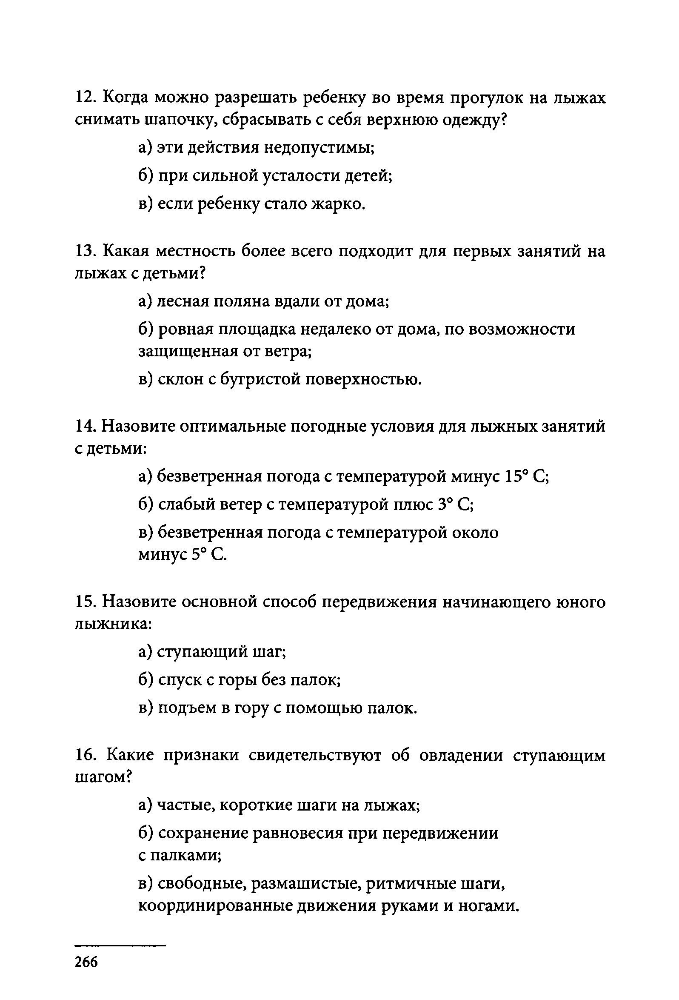 12. Когда можно разрешать ребенку во время прогулок на лыжах
снимать шапочку, сбрасывать с себя верхнюю одежду?
а) эти действия недопустимы;
б) при сильной усталости детей;
в) если ребенку стало жарко.
13. Какая местность более всего подходит для первых занятий на
лыжах с детьми?
а) лесная поляна вдали от дома;
б) ровная площадка недалеко от дома, по возможности
защищенная от ветра;
в) склон с бугристой поверхностью.
14. Назовите оптимальные погодные условия для лыжных занятий
с детьми:
а) безветренная погода с температурой минус 15° С;
б) слабый ветер с температурой плюс 3° С;
в) безветренная погода с температурой около
минус 5° С.
15. Назовите основной способ передвижения начинающего юного
лыжника:
а) ступающий шаг;
б) спуск с горы без палок;
в) подъем в гору с помощью палок.
16. Какие признаки свидетельствуют об овладении ступающим
шагом?
а) частые, короткие шаги на лыжах;
б) сохранение равновесия при передвижении
с палками;
в) свободные, размашистые, ритмичные шаги,
координированные движения руками и ногами.
266